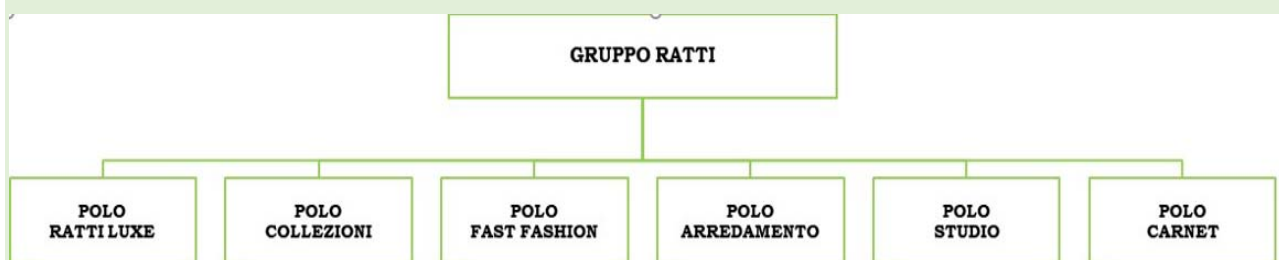 GRUPPO RATTI
POLO
RATTI LUXE
POLO
COLLEZIONI
POLO
FAST FASHION
POLO
ARREDAMENTO
POLO
STUDIO
POLO
CARNET